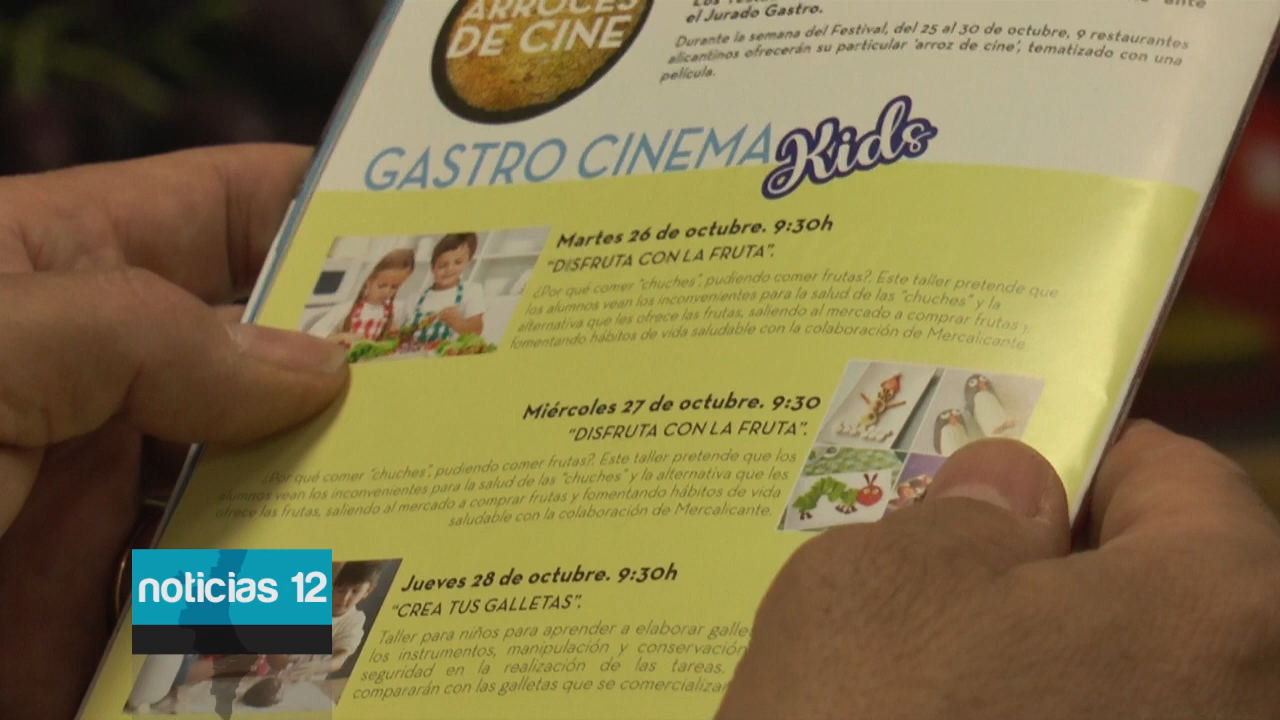 ARROCES
DE CINE
el Jurado Gastro.
Durante la semana del Festival, del 25 al 30 de octubre, 9 restaurantes
alicantinos ofrecerán su particular 'arroz de cine', tematizado con una
película.
GASTRO CINEMA Kids
Martes 26 de octubre. 9:30h
"DISFRUTA CON LA FRUTA".
¿Por qué comer "chuches", pudiendo comer frutas?. Este taller pretende que
los alumnos vean los inconvenientes para la salud de las "chuches" y la
alternativa que les ofrece las frutas, saliendo al mercado a comprar frutas y
fomentando hábitos de vida saludable con la colaboración de Mercalicante
Miércoles 27 de octubre. 9:30
"DISFRUTA CON LA FRUTA".
¿Por qué comer "chuches", pudiendo comer frutas?. Este taller pretende que los
alumnos vean los inconvenientes para la salud de las "chuches" y la alternativa que les
ofrece las frutas, saliendo al mercado a comprar frutas y fomentando hábitos de vida
saludable con la colaboración de Mercalicante.
Jueves 28 de octubre. 9:30h
"CREA TUS GALLETAS".
Taller para niños para aprender a elaborar galle
los instrumentos, manipulación y conservación
seguridad en la realización de las tareas.
compararán con las galletas que se comercializa
noticias 12